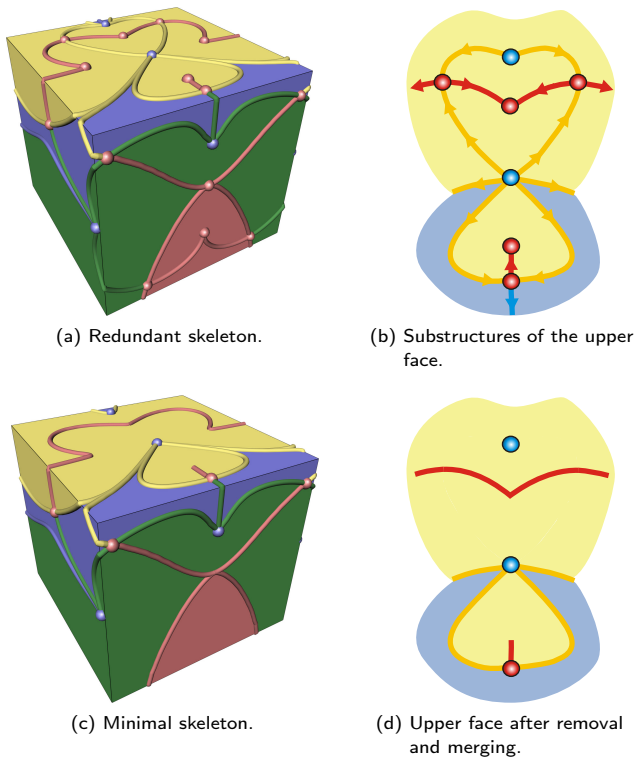 (a) Redundant skeleton.
(b) Substructures of the upper
face.
(c) Minimal skeleton.
(d) Upper face after removal
and merging.